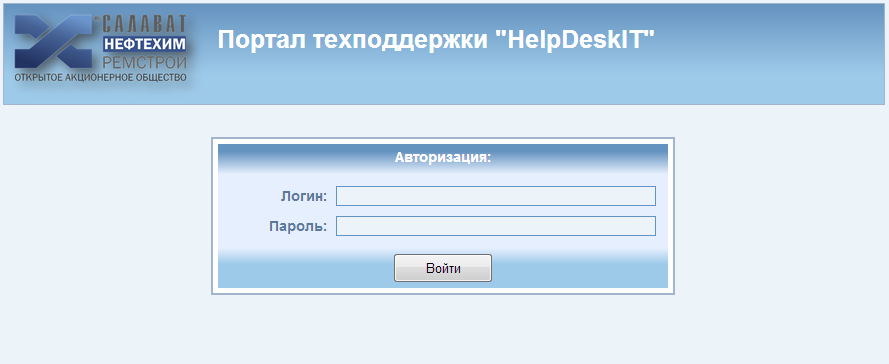 САЛАВАТ
НЕФТЕХИМ
РЕМСТРОЙ
ОТКРЫТОЕ АКЦИОНЕРНОЕ ОБЩЕСТВО
Портал техподдержки "HelpDeskIT"
Авторизация:
Логин:
Пароль:
Войти